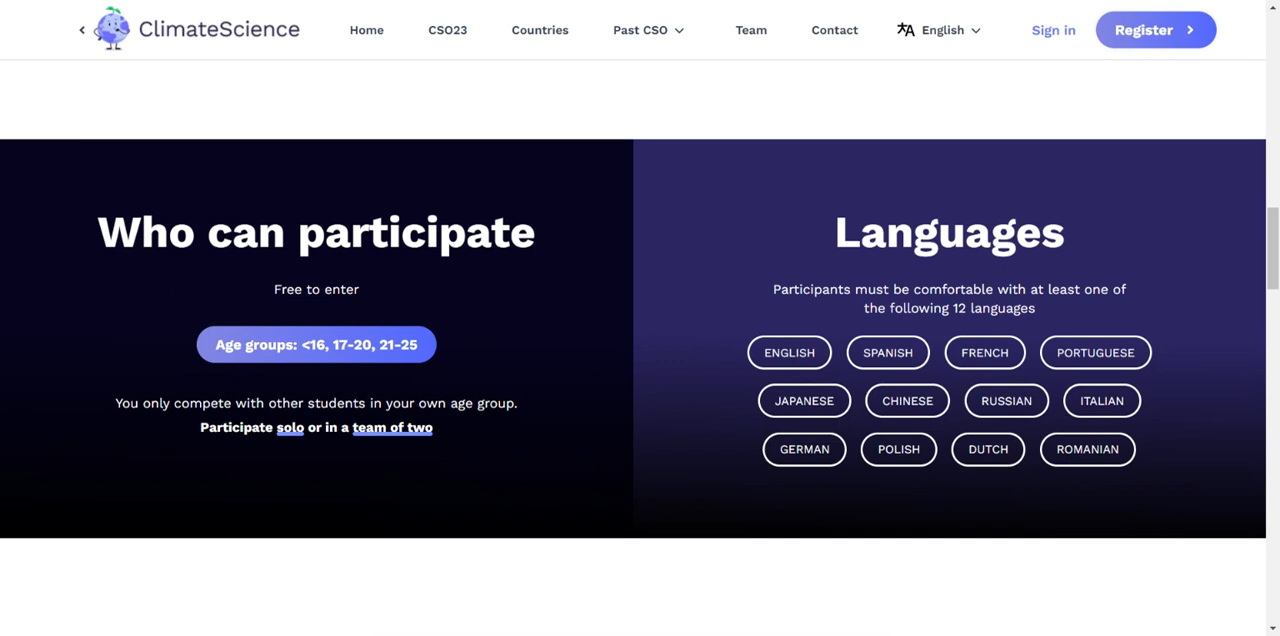 ClimateScience
Home
CSO23
Countries
Past CSO
Team
Contact
English
Sign in
Register
Who can participate
Free to enter
Age groups: <16, 17-20, 21-25
You only compete with other students in your own age group.
Participate solo or in a team of two
Languages
Participants must be comfortable with at least one of
the following 12 languages
ENGLISH SPANISH FRENCH PORTUGUESE
JAPANESE CHINESE RUSSIAN ITALIAN
GERMAN POLISH DUTCH ROMANIAN